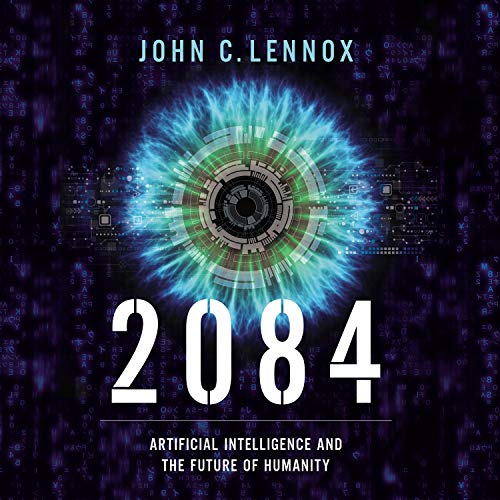 JOHN C. LENNOX
2084
ARTIFICIAL INTELLIGENCE AND
THE FUTURE OF HUMANITY